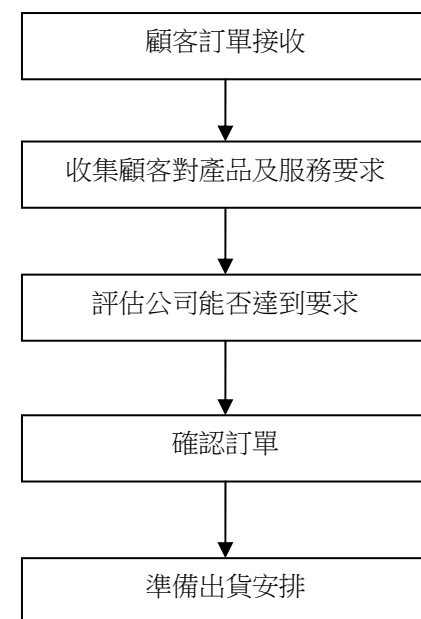 顧客訂單接收
收集顧客對產品及服務要求
評估公司能否達到要求
確認訂單
準備出貨安排